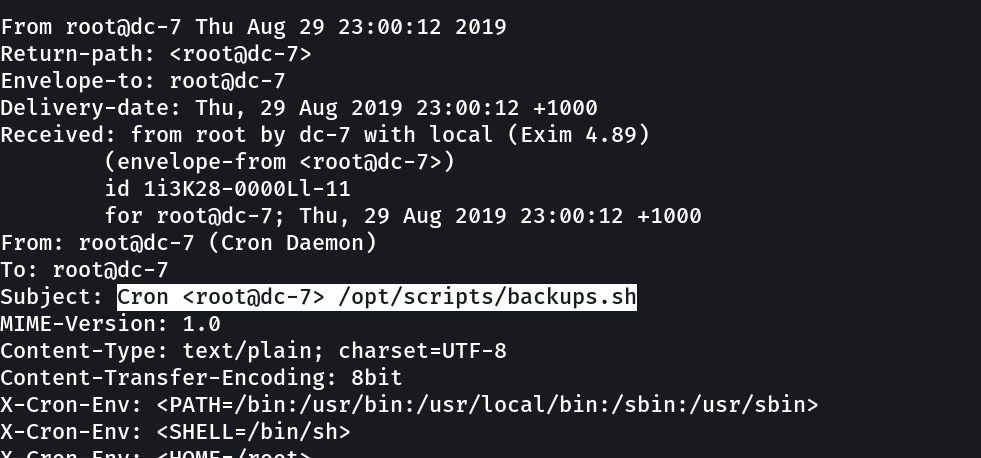 From root@dc-7 Thu Aug 29 23:00:12 2019
Return-path: <root@dc-7>
Envelope-to: root@dc-7
Delivery-date: Thu, 29 Aug 2019 23:00:12 +1000
Received: from root by dc-7 with local (Exim 4.89)
        (envelope-from <root@dc-7>)
        id 1i3K28-0000Ll-11
        for root@dc-7; Thu, 29 Aug 2019 23:00:12 +1000
From: root@dc-7 (Cron Daemon)
To: root@dc-7
Subject: Cron <root@dc-7> /opt/scripts/backups.sh
MIME-Version: 1.0
Content-Type: text/plain; charset=UTF-8
Content-Transfer-Encoding: 8bit
X-Cron-Env: <PATH=/bin:/usr/bin:/usr/local/bin:/sbin:/usr/sbin>
X-Cron-Env: <SHELL=/bin/sh>
X-Cron-Env: <HOME=/root>